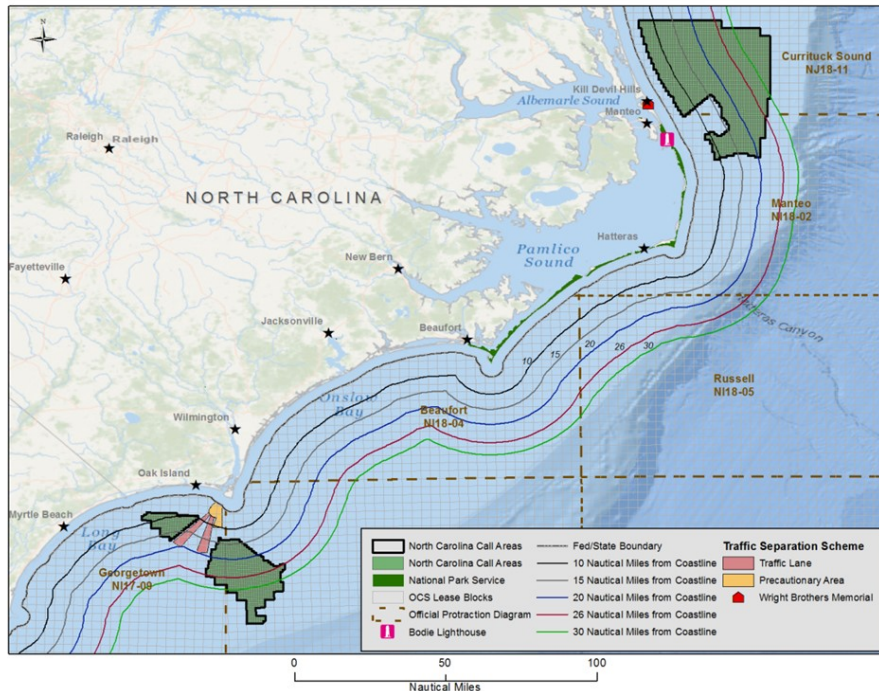 N
Currituck Sound
NJ18-11
Kill Devil Hills
Albemarle Sound
Manteo
Raleigh
Raleigh
NORTH CAROLINA
Manteo
NI18-02
Hatteras
Pamlico
Sound
New Bern
Fayetteville
Jacksonville
Beaufort
Canyon
10
15
20
26
30
Russell
NI18-05
Onslow
Bay
Beaufort
NI18-04
Wilmington
Oak Island
Myrtle Beach
Long
Bay
Georgetown
NI17-09
North Carolina Call Areas
North Carolina Call Areas
National Park Service
OCS Lease Blocks
Official Protraction Diagram
Bodie Lighthouse
Fed/State Boundary
10 Nautical Miles from Coastline
15 Nautical Miles from Coastline
20 Nautical Miles from Coastline
26 Nautical Miles from Coastline
30 Nautical Miles from Coastline
Traffic Separation Scheme
Traffic Lane
Precautionary Area
Wright Brothers Memorial
0
50
100
Nautical Miles